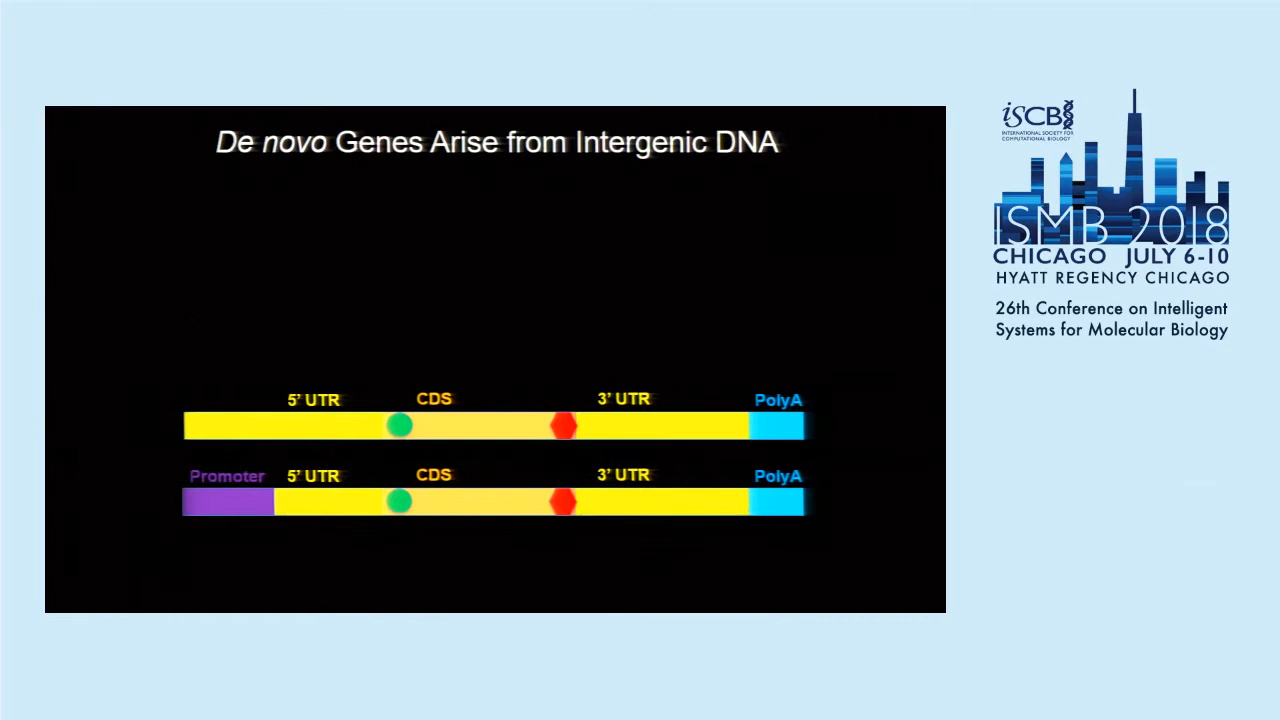 De novo Genes Arise from Intergenic DNA
5' UTR CDS 3' UTR PolyA
Promoter 5' UTR CDS 3' UTR PolyA
iSCB
INTERNATIONAL SOCIETY FOR
COMPUTATIONAL BIOLOGY
ISMB 2018
CHICAGO JULY 6-10
HYATT REGENCY CHICAGO
26th Conference on Intelligent
Systems for Molecular Biology